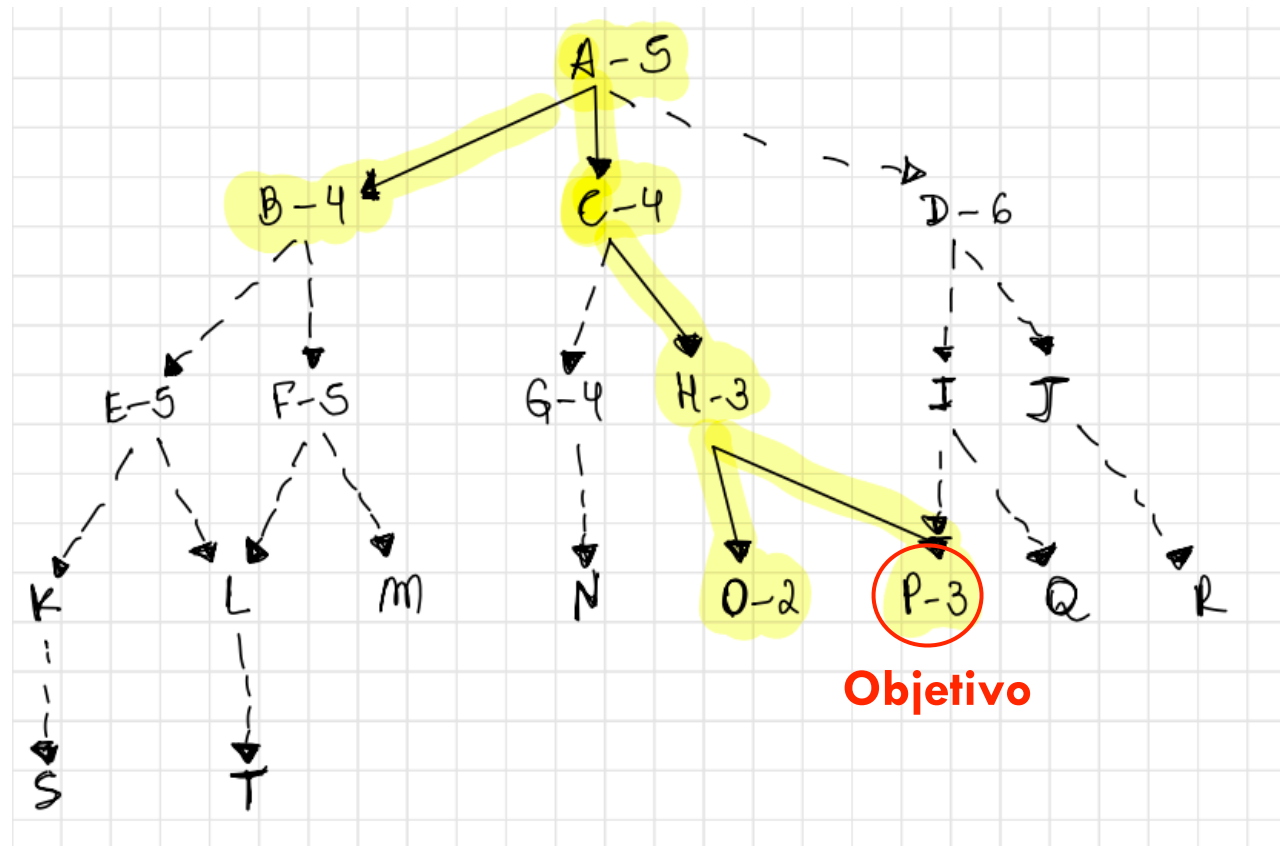 A-5
B-4 C-4 D-6
E-5 F-5 G-4 H-3 I J
K L M N O-2 P-3 Q R
Objetivo
S T